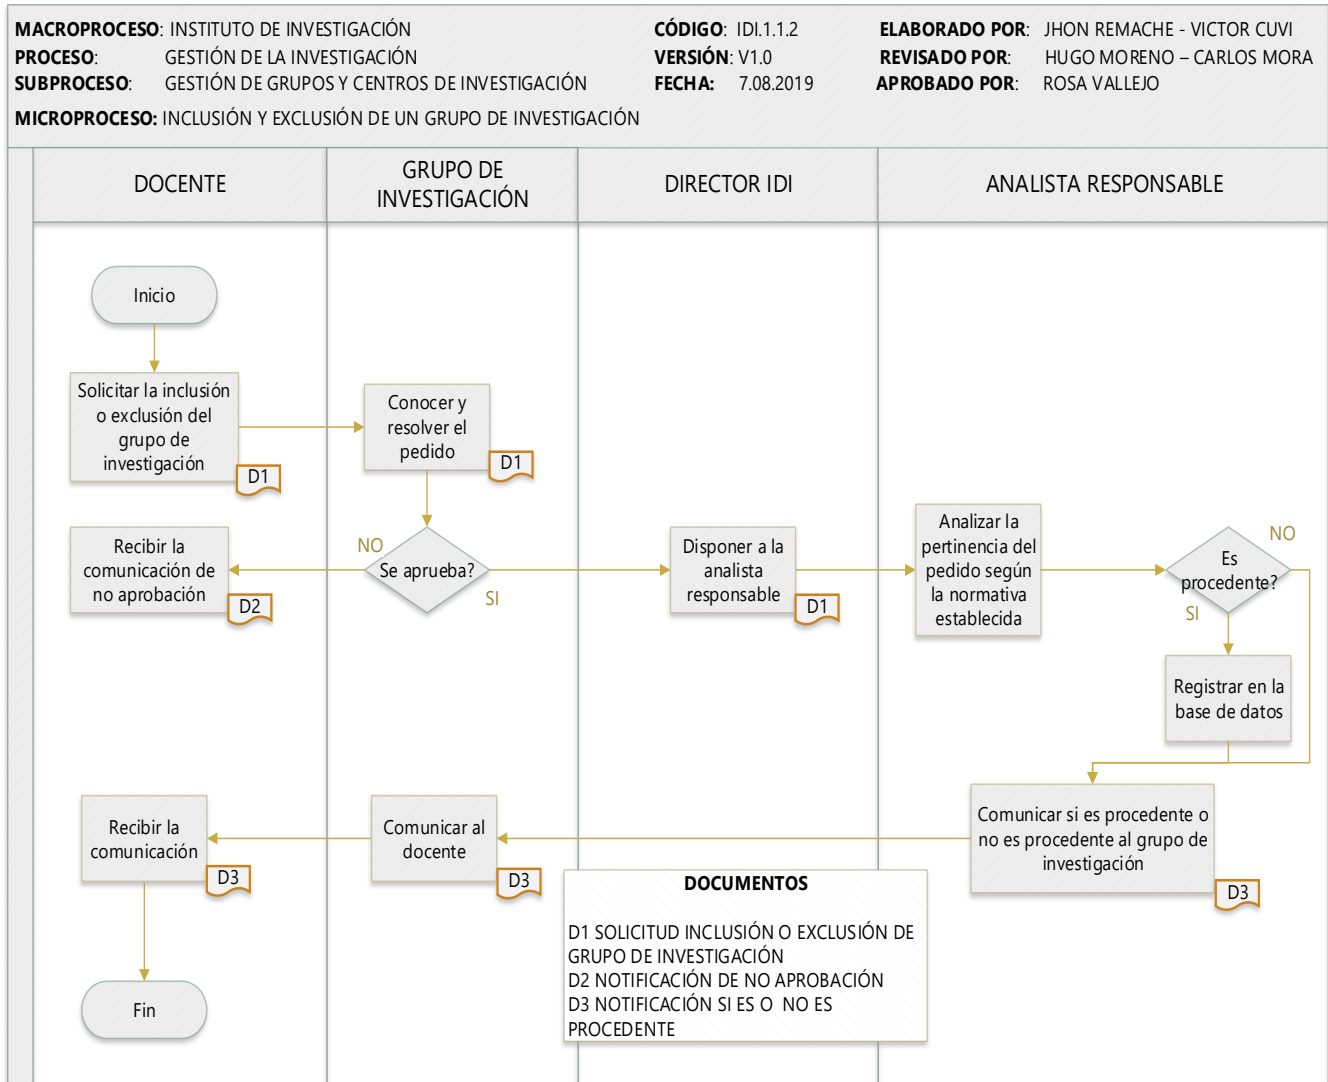 MACROPROCESO: INSTITUTO DE INVESTIGACIÓN
CÓDIGO: IDI.1.1.2
ELABORADO POR: JHON REMACHE - VICTOR CUVI
PROCESO: GESTIÓN DE LA INVESTIGACIÓN
VERSIÓN: V1.0
REVISADO POR: HUGO MORENO – CARLOS MORA
SUBPROCESO: GESTIÓN DE GRUPOS Y CENTROS DE INVESTIGACIÓN
FECHA: 7.08.2019
APROBADO POR: ROSA VALLEJO
MICROPROCESO: INCLUSIÓN Y EXCLUSIÓN DE UN GRUPO DE INVESTIGACIÓN
DOCENTE
GRUPO DE
INVESTIGACIÓN
DIRECTOR IDI
ANALISTA RESPONSABLE
Inicio
Solicitar la inclusión
o exclusión del
grupo de
investigación
D1
Conocer y
resolver el
pedido
D1
Recibir la
comunicación de
no aprobación
D2
NO
Se aprueba?
SI
Disponer a la
analista
responsable
D1
Analizar la
pertinencia del
pedido según
la normativa
establecida
Es
procedente?
NO
SI
Registrar en la
base de datos
Recibir la
comunicación
D3
Comunicar al
docente
D3
Comunicar si es procedente o
no es procedente al grupo de
investigación
D3
DOCUMENTOS
D1 SOLICITUD INCLUSIÓN O EXCLUSIÓN DE
GRUPO DE INVESTIGACIÓN
D2 NOTIFICACIÓN DE NO APROBACIÓN
D3 NOTIFICACIÓN SI ES O  NO ES
PROCEDENTE
Fin